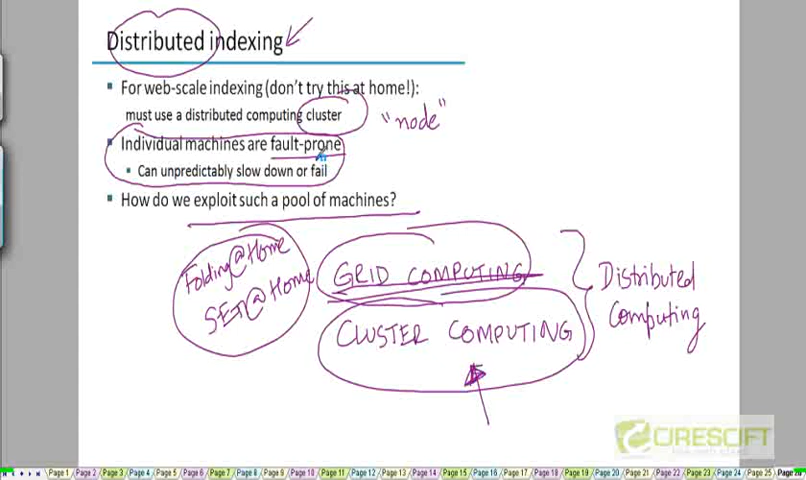 Distributed indexing
▪ For web-scale indexing (don't try this at home!):
must use a distributed computing cluster
"node"
▪ Individual machines are fault-prone
▪ Can unpredictably slow down or fail
▪ How do we exploit such a pool of machines?
Folding@Home
SETI@Home
GRID COMPUTING
CLUSTER COMPUTING
Distributed
Computing
CIRESCIFT
Page 1 Page 2 Page 3 Page 4 Page 5 Page 6 Page 7 Page 8 Page 9 Page 10 Page 11 Page 12 Page 13 Page 14 Page 15 Page 16 Page 17 Page 18 Page 19 Page 20 Page 21 Page 22 Page 23 Page 24 Page 25